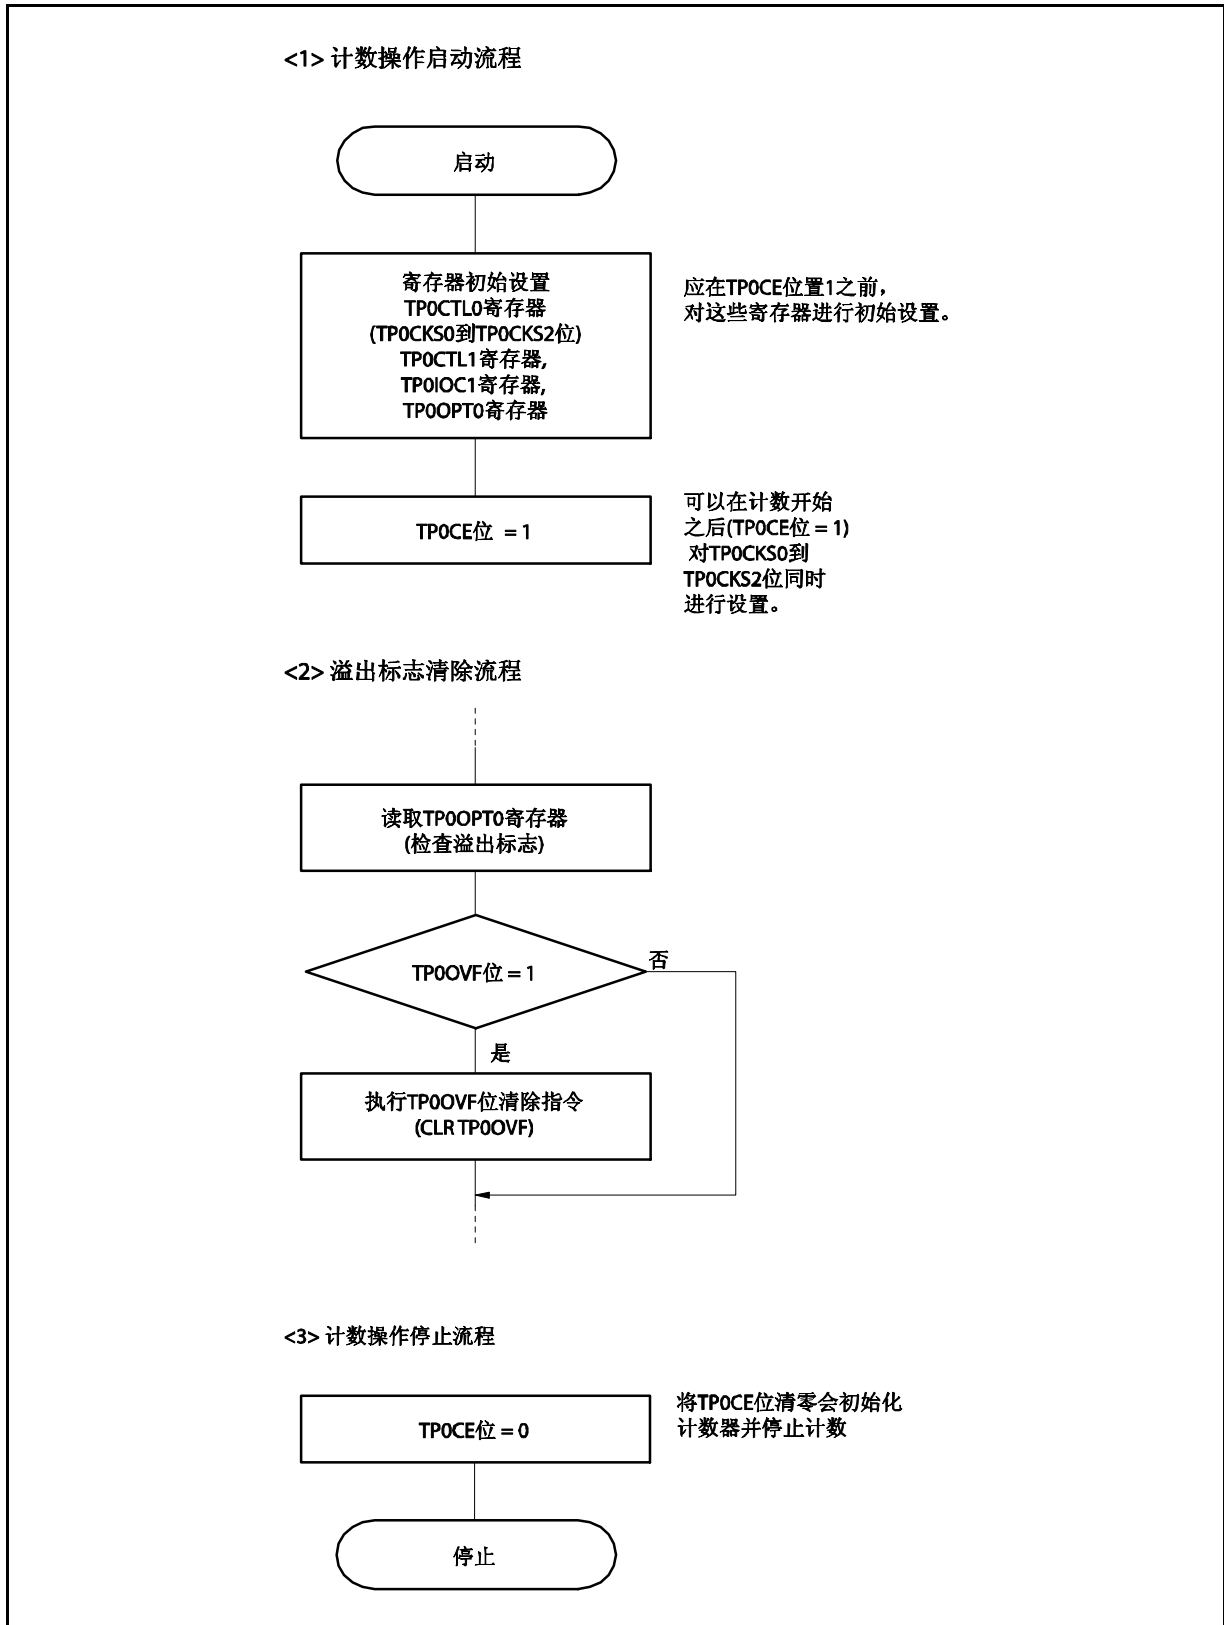 <1> 计数操作启动流程
启动
寄存器初始设置
TP0CTL0寄存器
(TP0CKS0到TP0CKS2位)
TP0CTL1寄存器,
TP0IOC1寄存器,
TP0OPT0寄存器
应在TP0CE位置1之前，
对这些寄存器进行初始设置。
TP0CE位 = 1
可以在计数开始
之后(TP0CE位 = 1)
对TP0CKS0到
TP0CKS2位同时
进行设置。
<2> 溢出标志清除流程
读取TP0OPT0寄存器
(检查溢出标志)
TP0OVF位 = 1
否
是
执行TP0OVF位清除指令
(CLR TP0OVF)
<3> 计数操作停止流程
TP0CE位 = 0
将TP0CE位清零会初始化
计数器并停止计数
停止